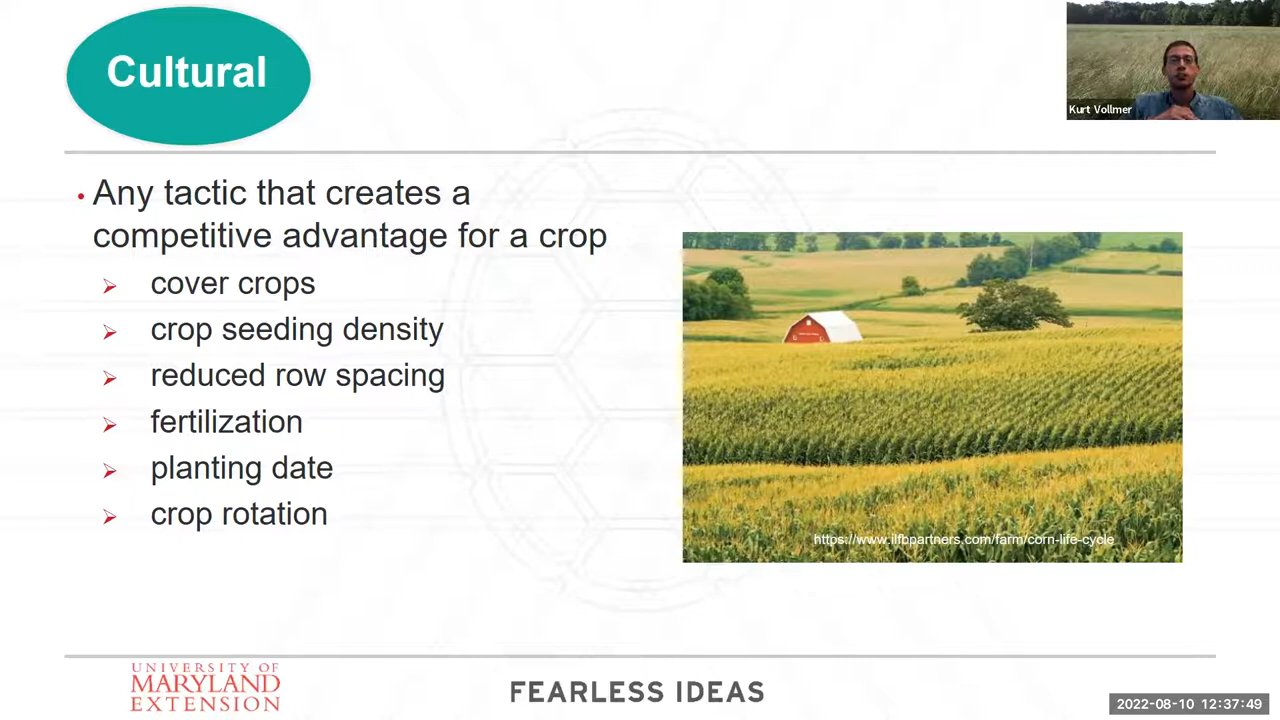 Cultural
Kurt Vollmer
• Any tactic that creates a
competitive advantage for a crop
➢ cover crops
➢ crop seeding density
➢ reduced row spacing
➢ fertilization
➢ planting date
➢ crop rotation
https://www.ilfbpartners.com/farm/corn-life-cycle
UNIVERSITY OF
MARYLAND
EXTENSION
FEARLESS IDEAS
2022-08-10 12:37:49